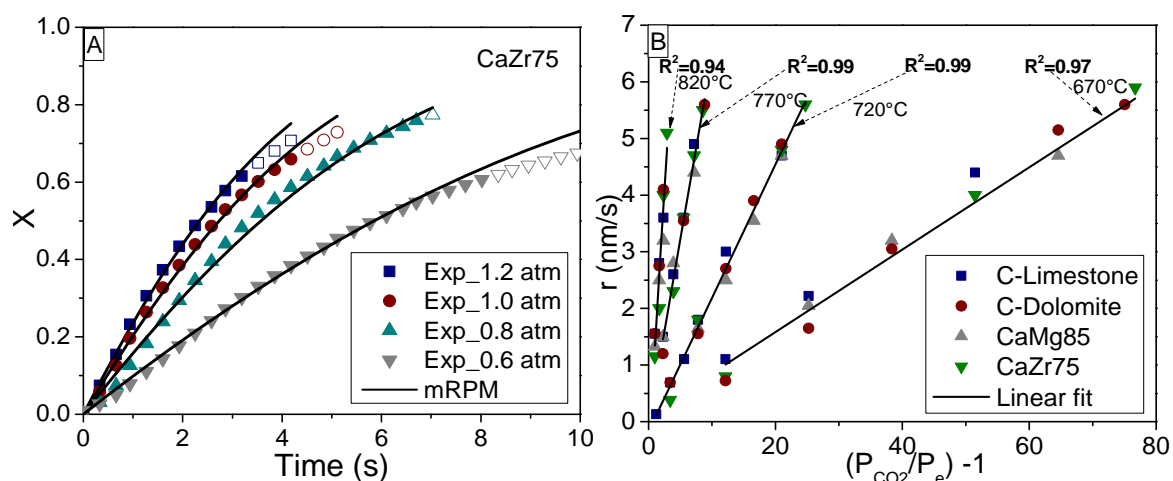 A
CaZr75
1.0
0.8
0.6
0.4
0.2
0.0
X
0 2 4 6 8 10
Time (s)
Exp_1.2 atm
Exp_1.0 atm
Exp_0.8 atm
Exp_0.6 atm
mRPM
B
R²=0.94
R²=0.99
R²=0.99
R²=0.97
820°C
770°C
720°C
670°C
7
6
5
4
3
2
1
0
r (nm/s)
0 20 40 60 80
(P_CO2/P_e) -1
C-Limestone
C-Dolomite
CaMg85
CaZr75
Linear fit